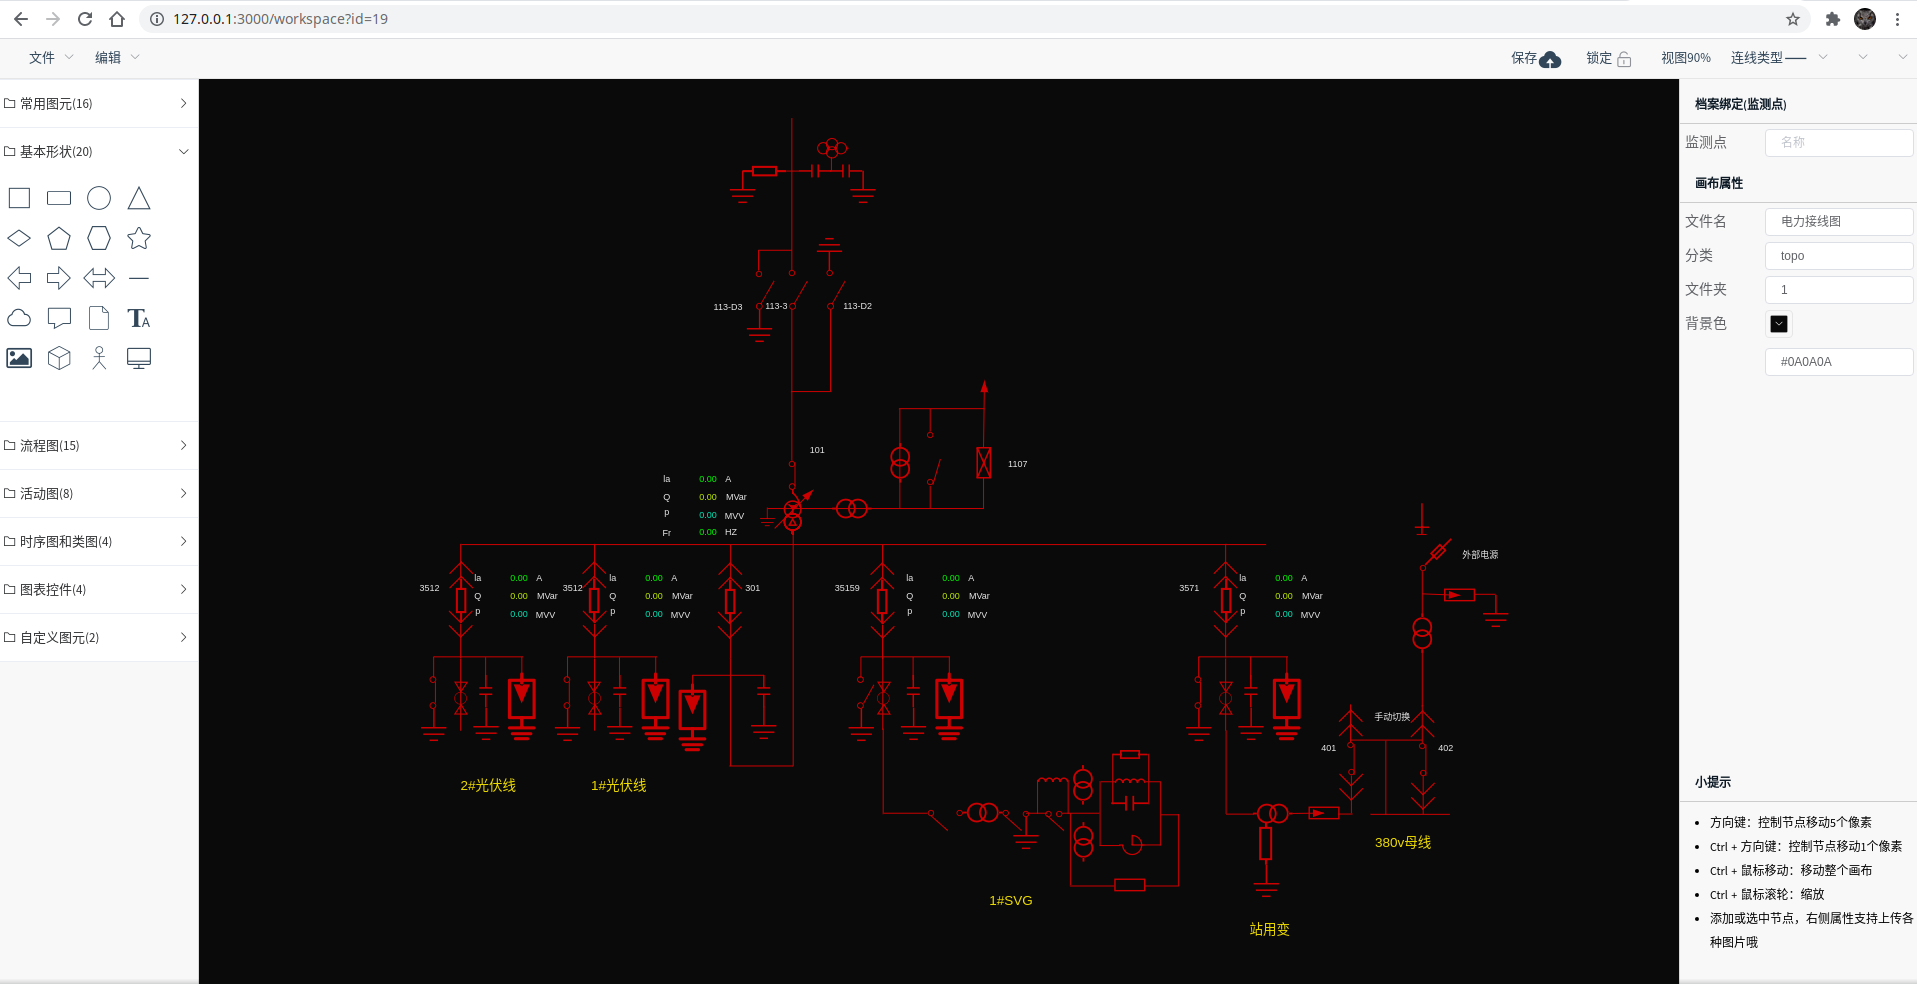 127.0.0.1:3000/workspace?id=19
文件 编辑 保存 锁定 视图90% 连线类型
常用图元(16)
基本形状(20)
TA
流程图(15)
活动图(8)
时序图和类图(4)
图表控件(4)
自定义图元(2)
113-D3 113-3 113-D2
101
1107
Ia 0.00 A
Q 0.00 MVar
P 0.00 MVV
Fr 0.00 HZ
外部电源
3512 Ia 0.00 A
Q 0.00 MVar
P 0.00 MVV
3512 Ia 0.00 A
Q 0.00 MVar
P 0.00 MVV
301
35159 Ia 0.00 A
Q 0.00 MVar
P 0.00 MVV
3571 Ia 0.00 A
Q 0.00 MVar
P 0.00 MVV
手动切换
401 402
2#光伏线 1#光伏线
380v母线
1#SVG
站用变
档案绑定(监测点)
监测点 名称
画布属性
文件名 电力接线图
分类 topo
文件夹 1
背景色
#0A0A0A
小提示
方向键：控制节点移动5个像素
Ctrl + 方向键：控制节点移动1个像素
Ctrl + 鼠标移动：移动整个画布
Ctrl + 鼠标滚轮：缩放
添加或选中节点，右侧属性支持上传各
种图片哦